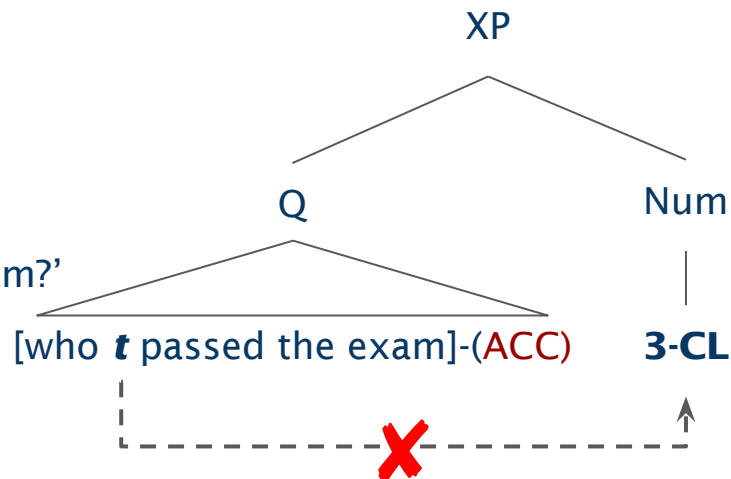 XP
Q Num
m?’
[who t passed the exam]-(ACC) 3-CL